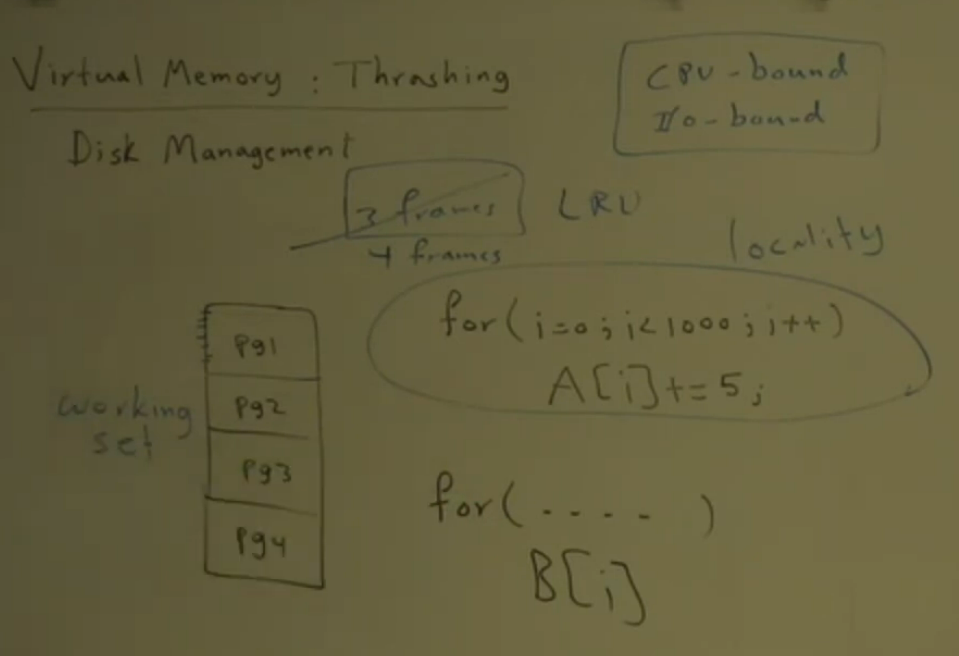 Virtual Memory : Thrashing
Disk Management
CPU-bound
I/o-bound
3 frames
4 frames
LRU
locality
for(i=0; i<1000; i++)
A[i]+=5;
working
set
Pg1
Pg2
Pg3
Pg4
for(.... )
B[i]